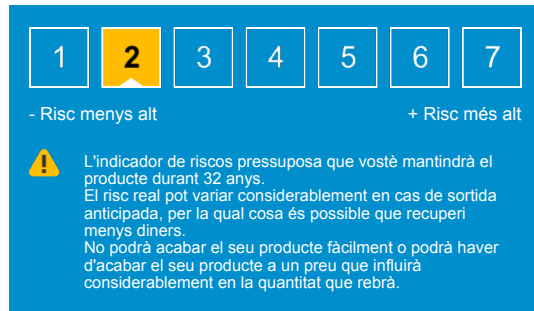 1 2 3 4 5 6 7
- Risc menys alt + Risc més alt
L'indicador de riscos pressuposa que vostè mantindrà el
producte durant 32 anys.
El risc real pot variar considerablement en cas de sortida
anticipada, per la qual cosa és possible que recuperi
menys diners.
No podrà acabar el seu producte fàcilment o podrà haver
d'acabar el seu producte a un preu que influirà
considerablement en la quantitat que rebrà.